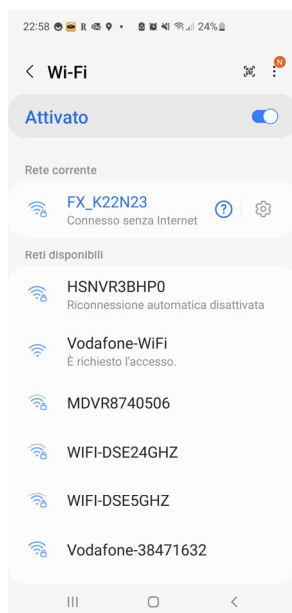 22:58 R 24%
Wi-Fi
N
Attivato
Rete corrente
FX_K22N23
Connesso senza Internet
?
Reti disponibili
HSNVR3BHP0
Riconnessione automatica disattivata
Vodafone-WiFi
È richiesto l'accesso.
MDVR8740506
WIFI-DSE24GHZ
WIFI-DSE5GHZ
Vodafone-38471632